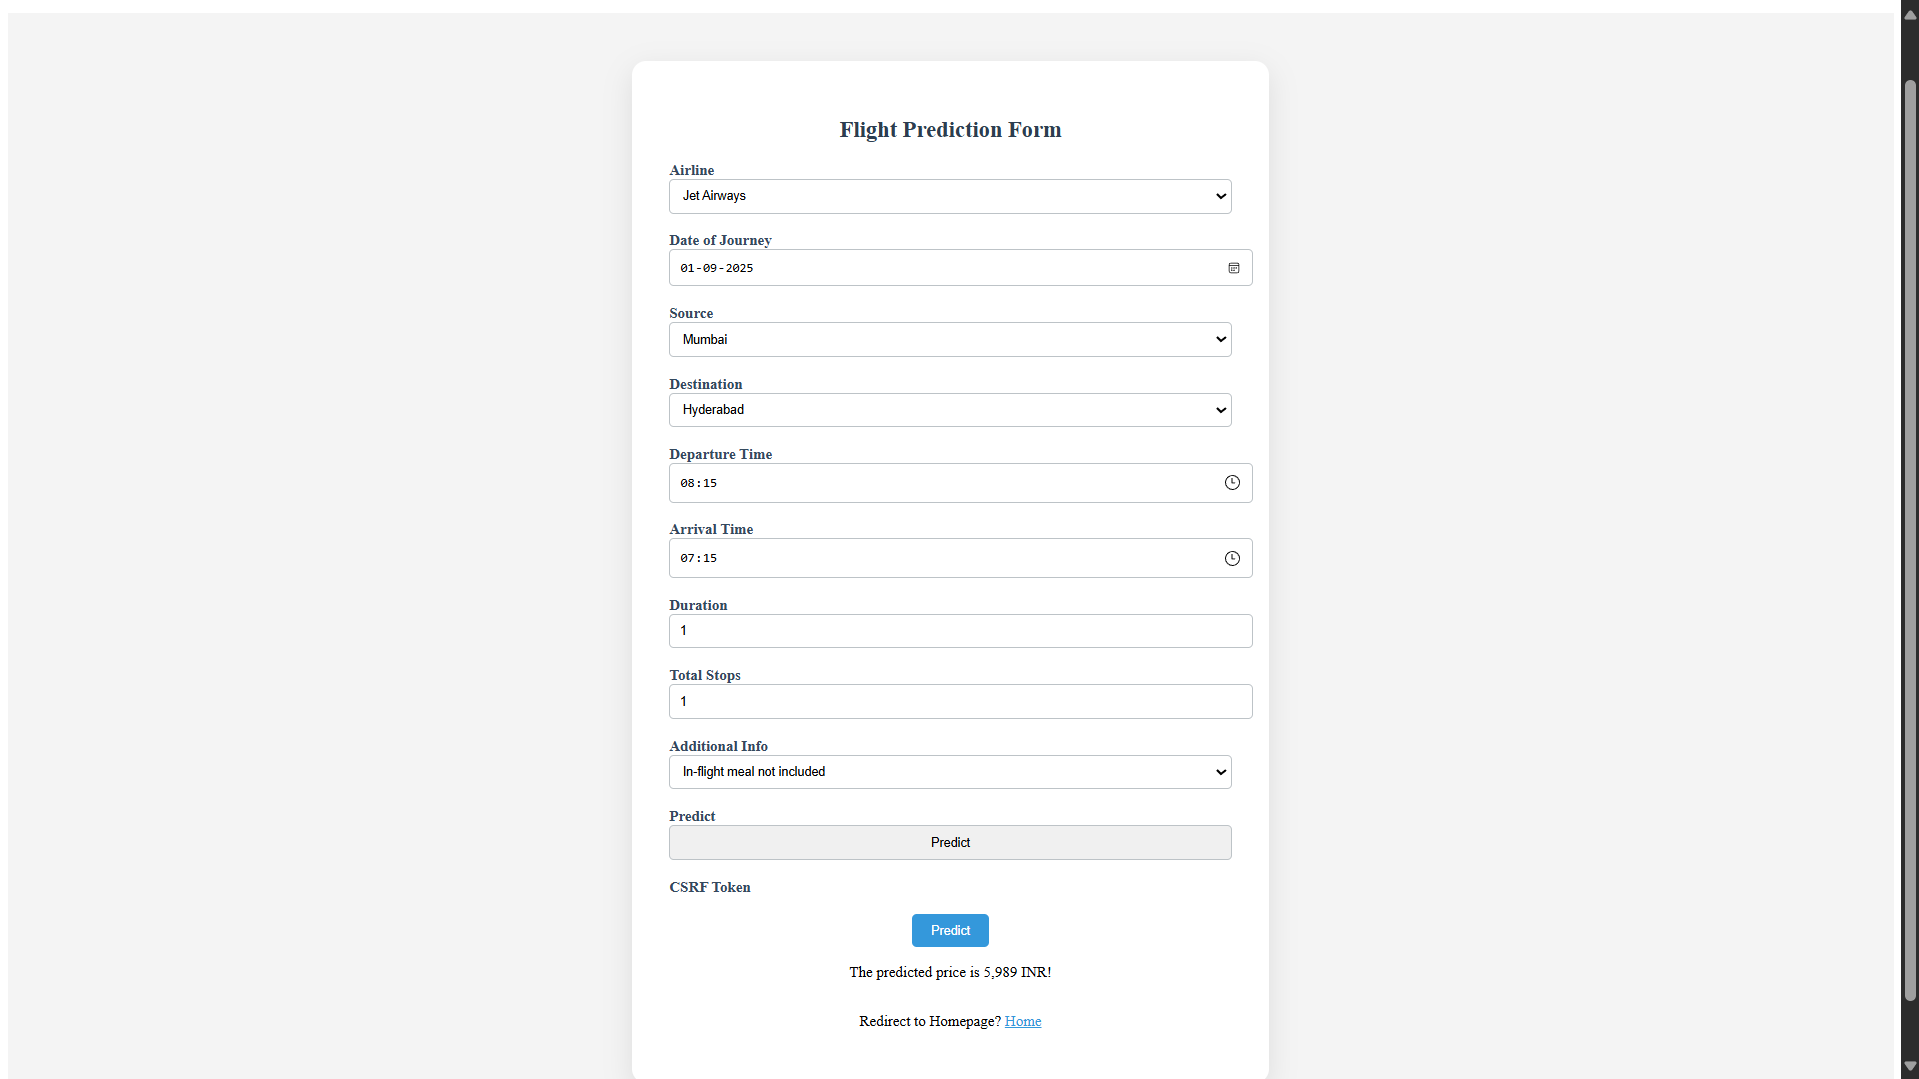 Flight Prediction Form
Airline
Jet Airways
Date of Journey
01-09-2025
Source
Mumbai
Destination
Hyderabad
Departure Time
08:15
Arrival Time
07:15
Duration
1
Total Stops
1
Additional Info
In-flight meal not included
Predict
Predict
CSRF Token
Predict
The predicted price is 5,989 INR!
Redirect to Homepage? Home